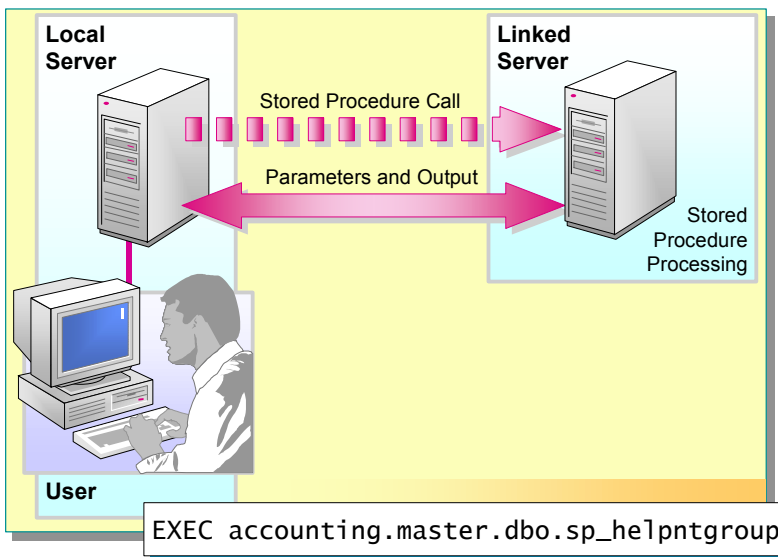 Local
Server
Linked
Server
Stored Procedure Call
Parameters and Output
Stored
Procedure
Processing
User
EXEC accounting.master.dbo.sp_helpntgroup